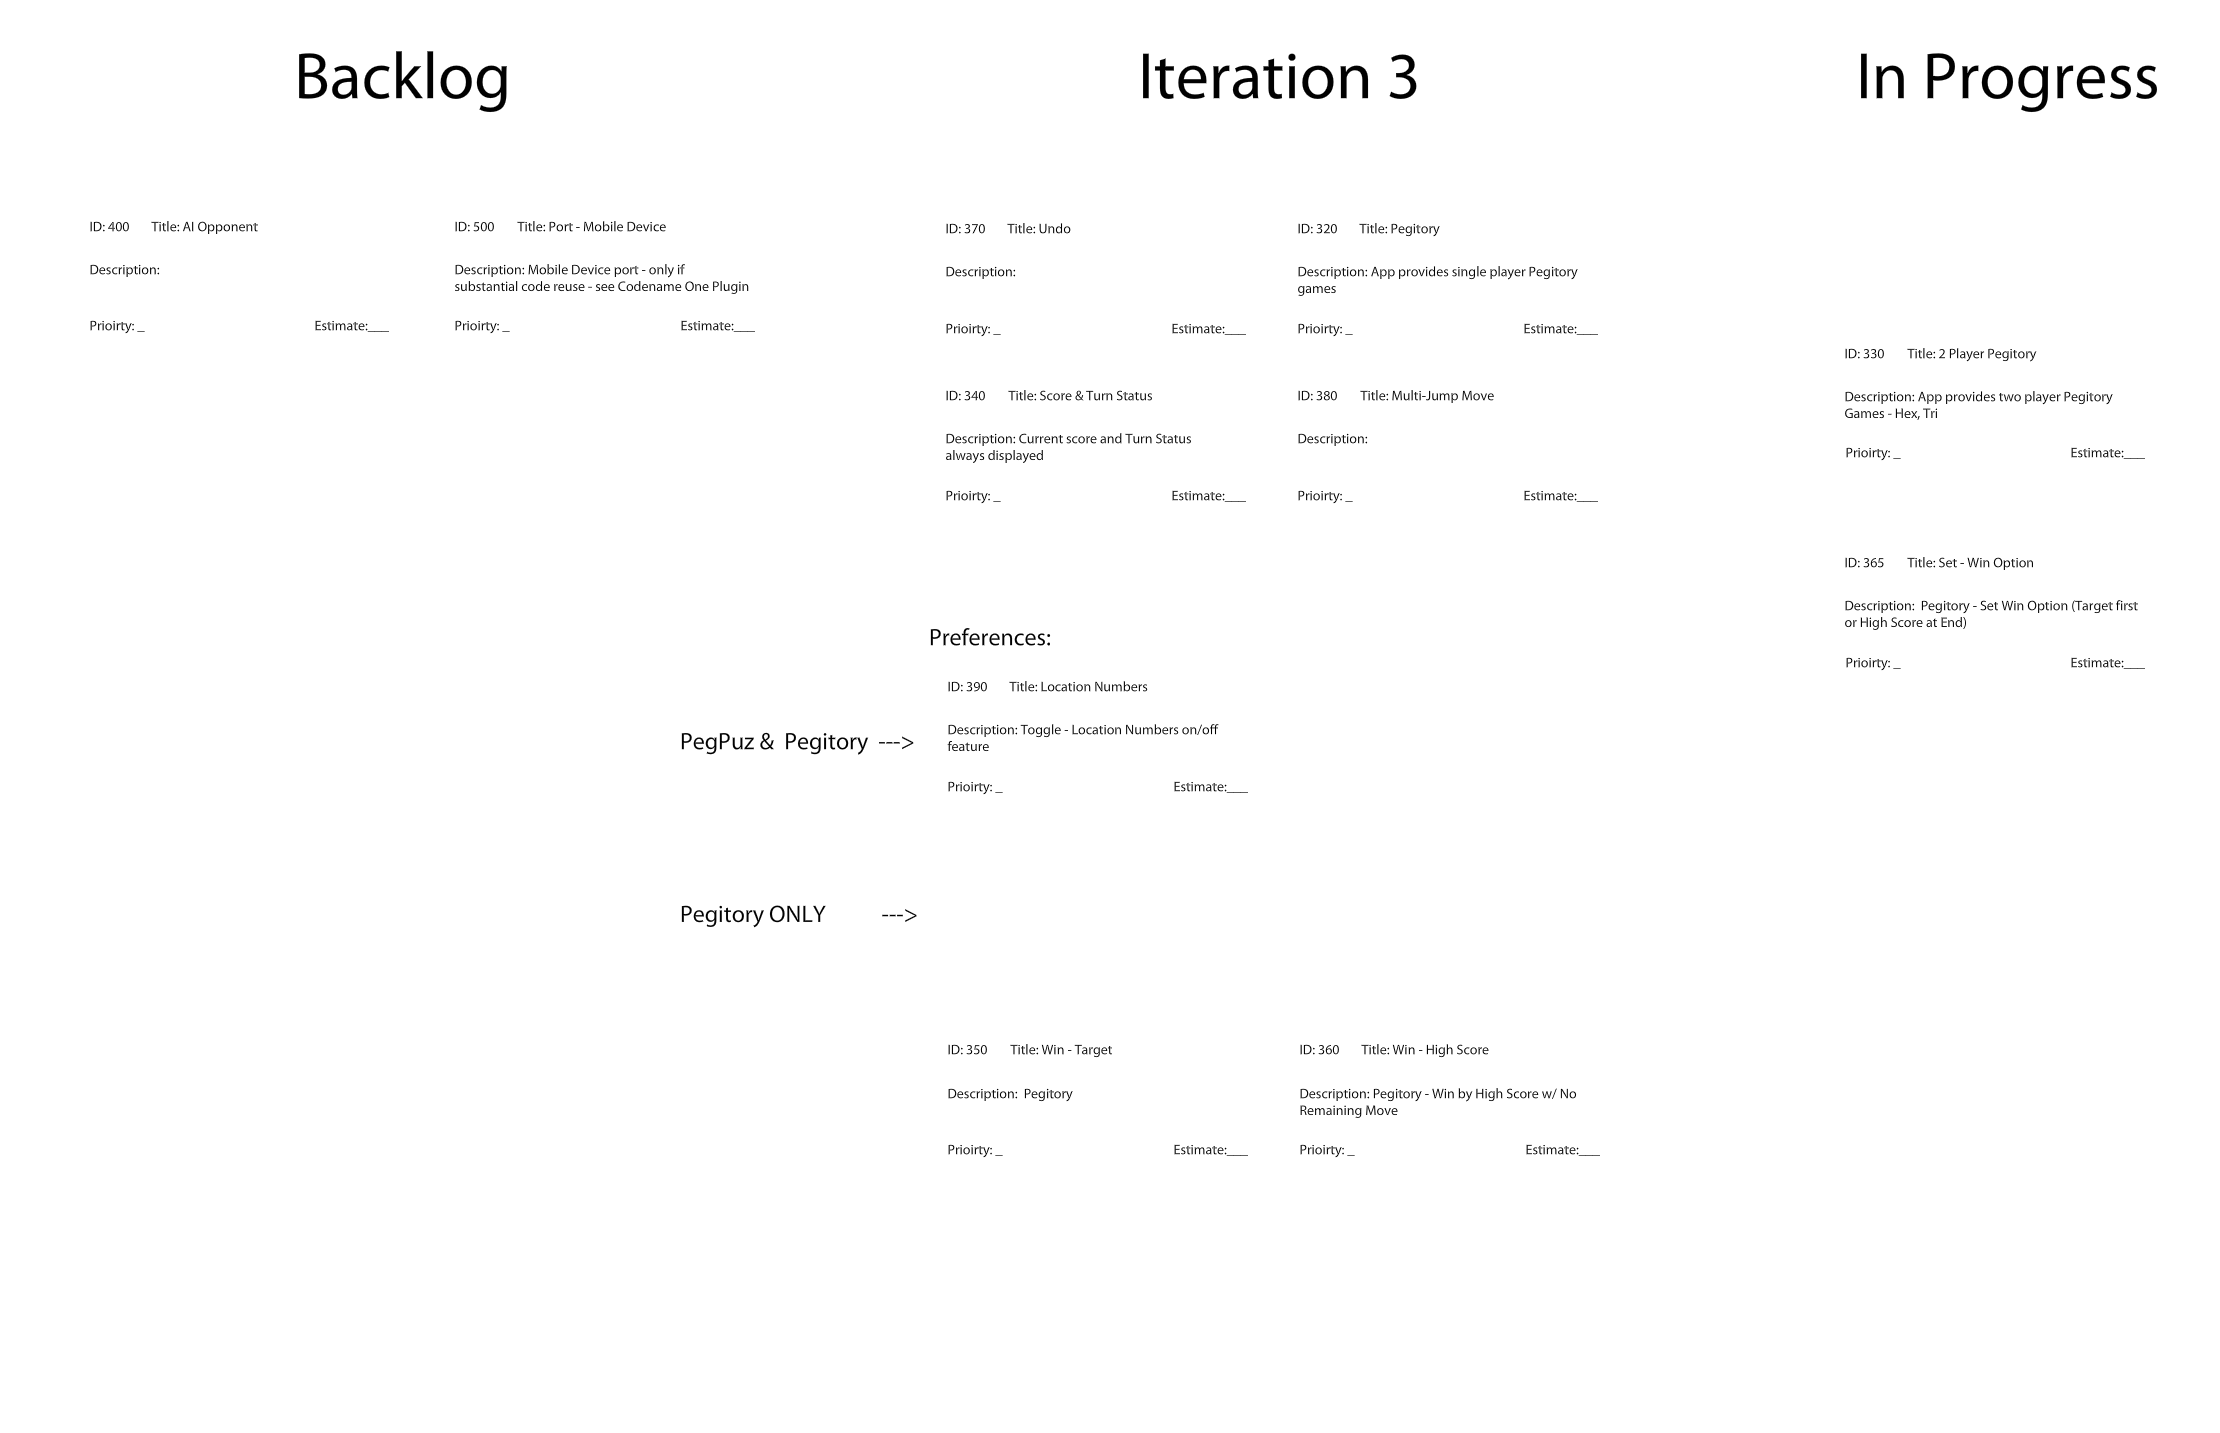 Backlog
ID: 400 Title: AI Opponent
Description:
Prioirty: _ Estimate:___
ID: 500 Title: Port - Mobile Device
Description: Mobile Device port - only if
substantial code reuse - see Codename One Plugin
Prioirty: _ Estimate:___
Iteration 3
ID: 370 Title: Undo
Description:
Prioirty: _ Estimate:___
ID: 320 Title: Pegitory
Description: App provides single player Pegitory
games
Prioirty: _ Estimate:___
ID: 340 Title: Score & Turn Status
Description: Current score and Turn Status
always displayed
Prioirty: _ Estimate:___
ID: 380 Title: Multi-Jump Move
Description:
Prioirty: _ Estimate:___
Preferences:
PegPuz & Pegitory --->
ID: 390 Title: Location Numbers
Description: Toggle - Location Numbers on/off
feature
Prioirty: _ Estimate:___
Pegitory ONLY --->
ID: 350 Title: Win - Target
Description: Pegitory
Prioirty: _ Estimate:___
ID: 360 Title: Win - High Score
Description: Pegitory - Win by High Score w/ No
Remaining Move
Prioirty: _ Estimate:___
In Progress
ID: 330 Title: 2 Player Pegitory
Description: App provides two player Pegitory
Games - Hex, Tri
Prioirty: _ Estimate:___
ID: 365 Title: Set - Win Option
Description: Pegitory - Set Win Option (Target first
or High Score at End)
Prioirty: _ Estimate:___